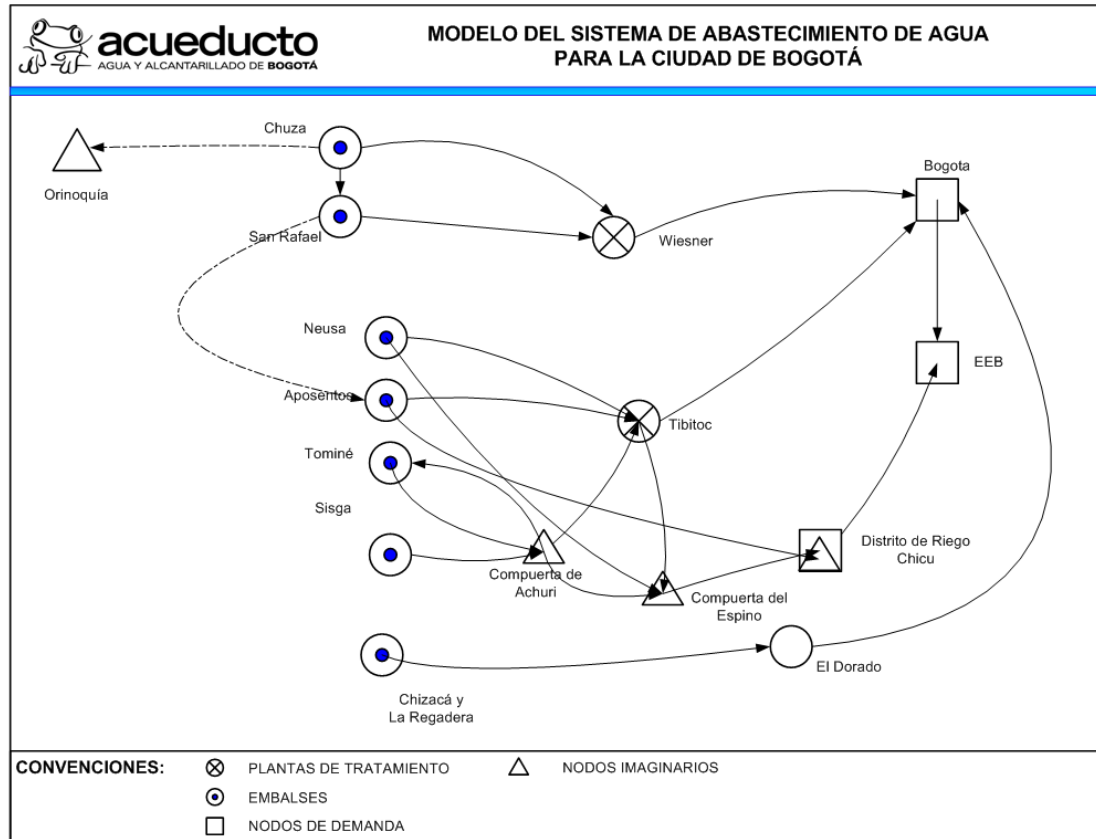 acueducto
AGUA Y ALCANTARILLADO DE BOGOTÁ
MODELO DEL SISTEMA DE ABASTECIMIENTO DE AGUA
PARA LA CIUDAD DE BOGOTÁ
Chuza
Orinoquía
Bogota
San Rafael
Wiesner
Neusa
EEB
Aposentos
Tibitoc
Tominé
Sisga
Distrito de Riego
Chicu
Compuerta de
Achuri
Compuerta del
Espino
El Dorado
Chizacá y
La Regadera
CONVENCIONES:
PLANTAS DE TRATAMIENTO
NODOS IMAGINARIOS
EMBALSES
NODOS DE DEMANDA